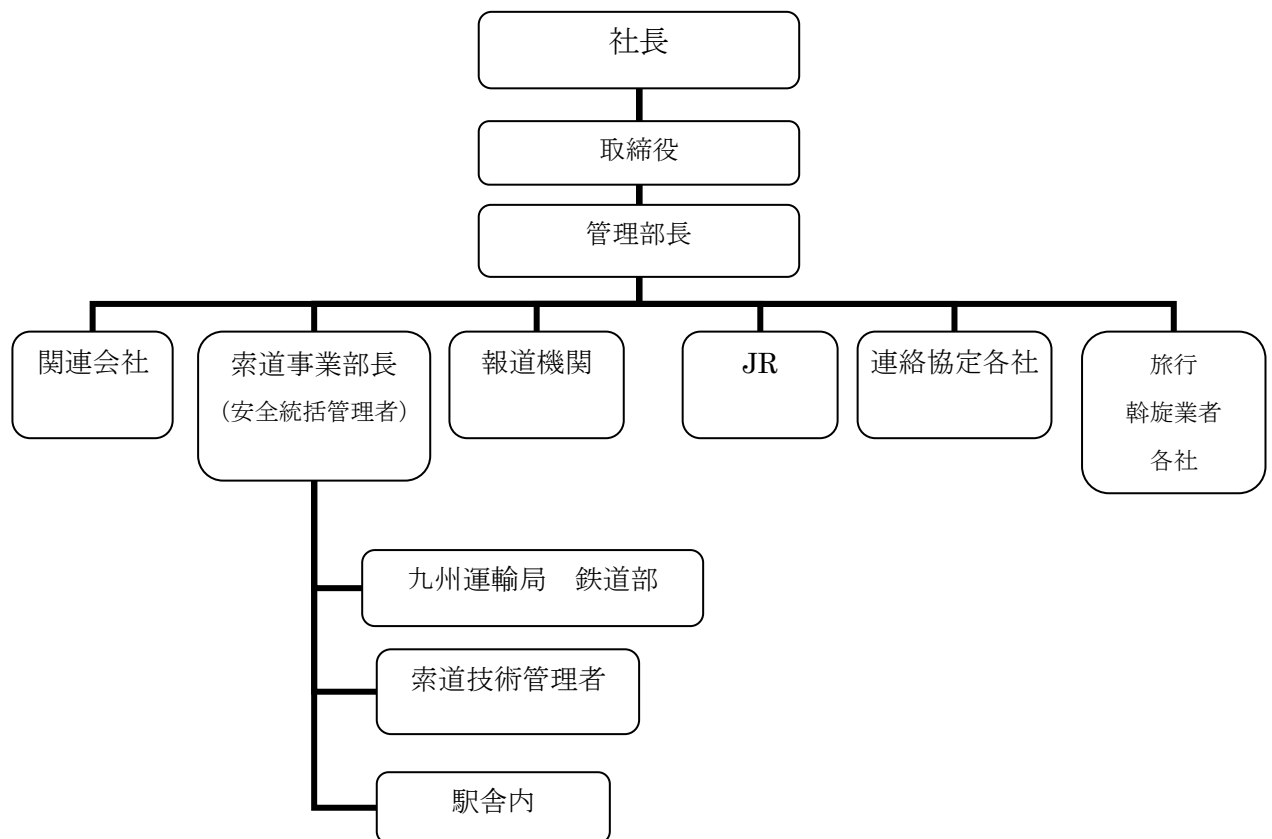 社長
取締役
管理部長
関連会社
索道事業部長
（安全統括管理者）
報道機関
JR
連絡協定各社
旅行
斡旋業者
各社
九州運輸局　鉄道部
索道技術管理者
駅舎内